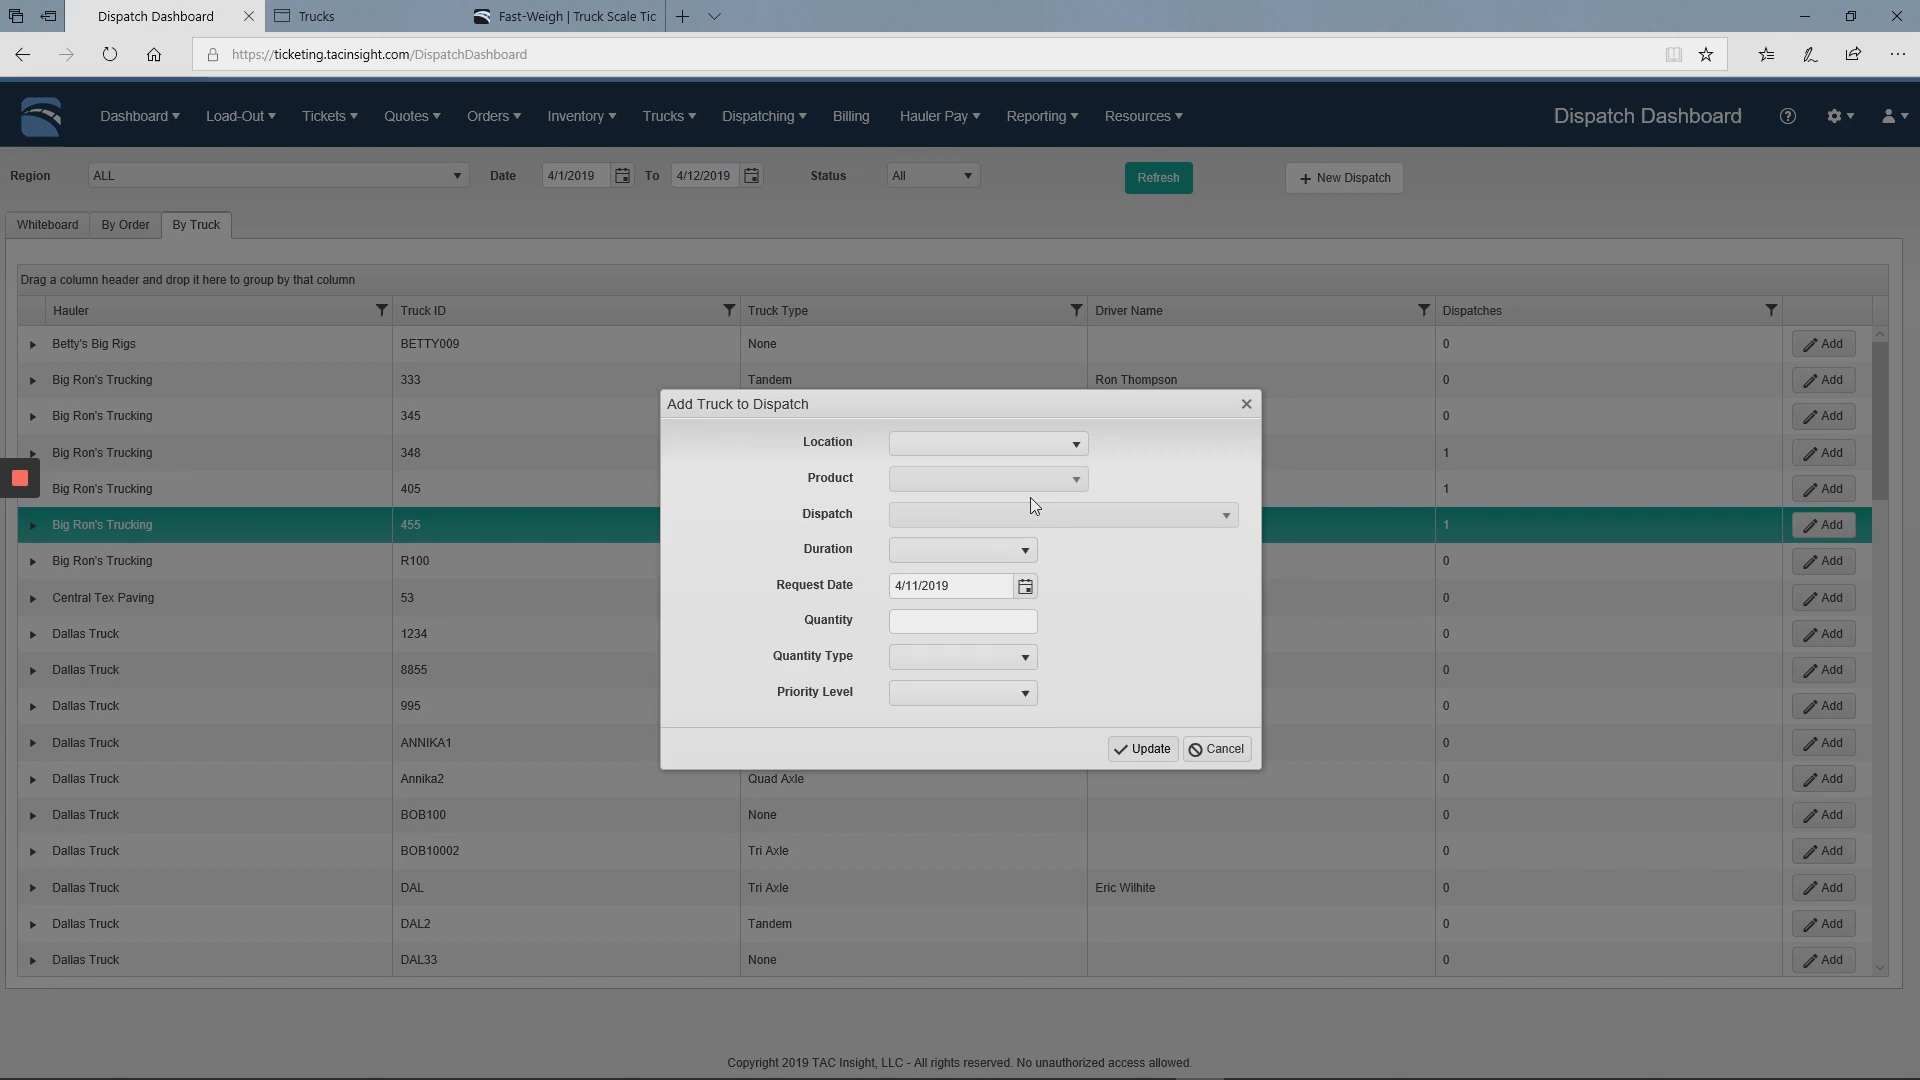 Dispatch Dashboard
Trucks
Fast-Weigh | Truck Scale Tic
https://ticketing.tacinsight.com/DispatchDashboard
Dashboard Load-Out Tickets Quotes Orders Inventory Trucks Dispatching Billing Hauler Pay Reporting Resources Dispatch Dashboard
Region ALL Date 4/1/2019 To 4/12/2019 Status All Refresh + New Dispatch
Whiteboard By Order By Truck
Drag a column header and drop it here to group by that column
Hauler Truck ID Truck Type Driver Name Dispatches
Betty's Big Rigs BETTY009 None 0 Add
Big Ron's Trucking 333 Tandem Ron Thompson 0 Add
Big Ron's Trucking 345 0 Add
Big Ron's Trucking 348 1 Add
Big Ron's Trucking 405 1 Add
Big Ron's Trucking 455 1 Add
Big Ron's Trucking R100 0 Add
Central Tex Paving 53 0 Add
Dallas Truck 1234 0 Add
Dallas Truck 8855 0 Add
Dallas Truck 995 0 Add
Dallas Truck ANNIKA1 0 Add
Dallas Truck Annika2 Quad Axle 0 Add
Dallas Truck BOB100 None 0 Add
Dallas Truck BOB10002 Tri Axle 0 Add
Dallas Truck DAL Tri Axle Eric Wilhite 0 Add
Dallas Truck DAL2 Tandem 0 Add
Dallas Truck DAL33 None 0 Add
Add Truck to Dispatch
Location
Product
Dispatch
Duration
Request Date 4/11/2019
Quantity
Quantity Type
Priority Level
Update Cancel
Copyright 2019 TAC Insight, LLC - All rights reserved. No unauthorized access allowed.